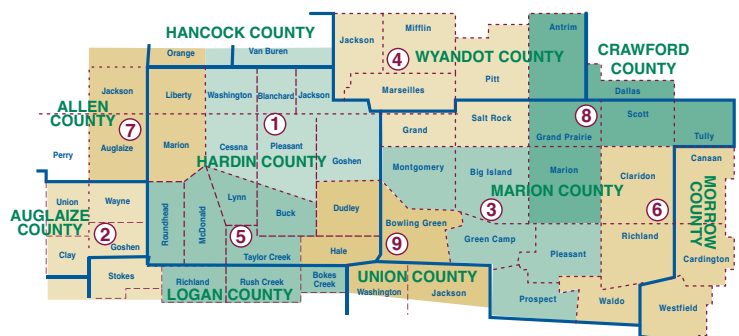 HANCOCK COUNTY
Orange
Van Buren
Jackson
Mifflin
Antrim
4
WYANDOT COUNTY
Pitt
CRAWFORD
COUNTY
Jackson
Liberty
Washington
Blanchard
Jackson
Marseilles
Dallas
ALLEN
COUNTY
7
1
Salt Rock
8
Scott
Grand
Grand Prairie
Tully
Auglaize
Marion
Cessna
Pleasant
Perry
HARDIN COUNTY
Goshen
Montgomery
Big Island
Marion
Canaan
Claridon
MARION COUNTY
MORROW
COUNTY
Union
Wayne
Roundhead
McDonald
Lynn
Buck
Dudley
AUGLAIZE
COUNTY
2
Goshen
5
Bowling Green
3
6
Green Camp
Richland
Clay
Taylor Creek
Hale
9
Pleasant
Cardington
Stokes
Richland
Rush Creek
Bokes
Creek
UNION COUNTY
LOGAN COUNTY
Washington
Jackson
Prospect
Waldo
Westfield